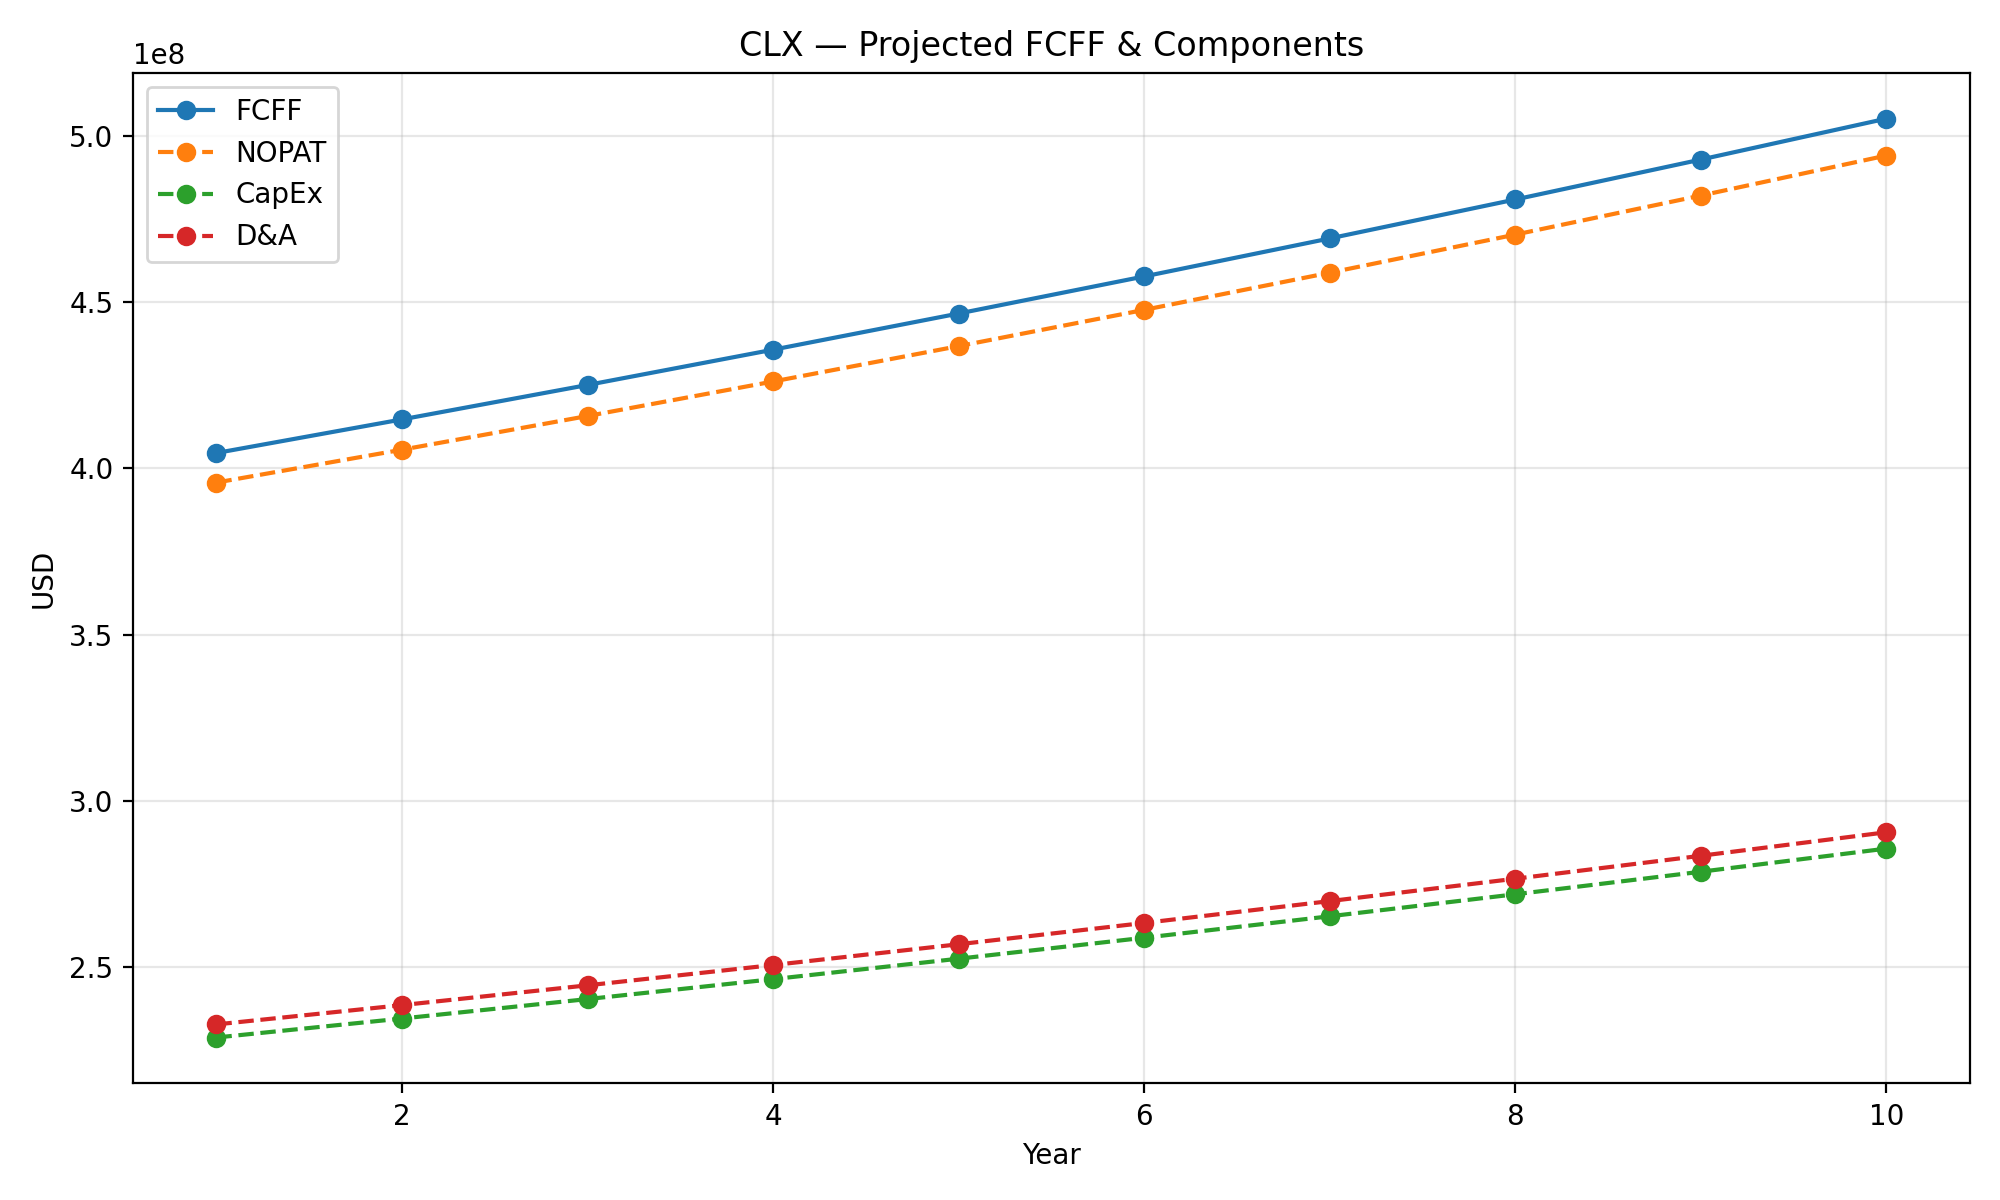 CLX — Projected FCFF & Components
1e8
FCFF
NOPAT
CapEx
D&A
5.0
4.5
4.0
3.5
3.0
2.5
USD
2
4
6
8
10
Year